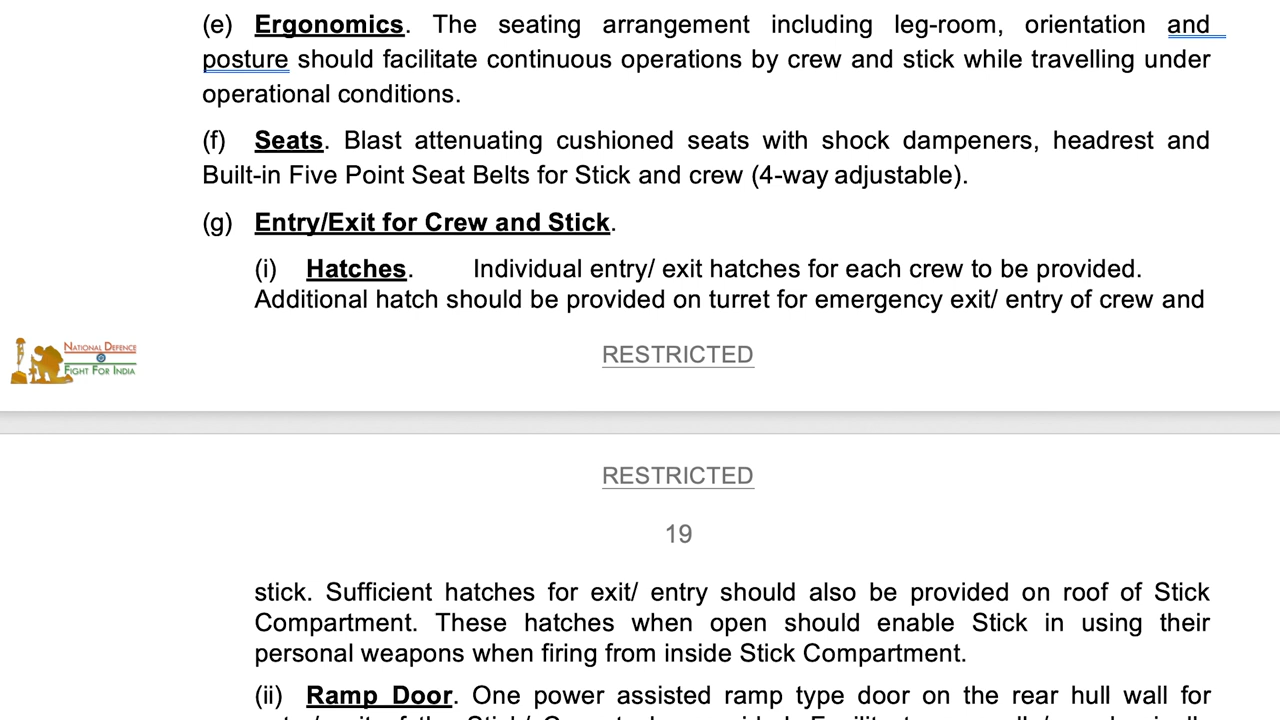 (e) Ergonomics. The seating arrangement including leg-room, orientation and
posture should facilitate continuous operations by crew and stick while travelling under
operational conditions.
(f) Seats. Blast attenuating cushioned seats with shock dampeners, headrest and
Built-in Five Point Seat Belts for Stick and crew (4-way adjustable).
(g) Entry/Exit for Crew and Stick.
(i) Hatches. Individual entry/ exit hatches for each crew to be provided.
Additional hatch should be provided on turret for emergency exit/ entry of crew and
NATIONAL DEFENCE
FIGHT FOR INDIA
RESTRICTED
RESTRICTED
19
stick. Sufficient hatches for exit/ entry should also be provided on roof of Stick
Compartment. These hatches when open should enable Stick in using their
personal weapons when firing from inside Stick Compartment.
(ii) Ramp Door. One power assisted ramp type door on the rear hull wall for